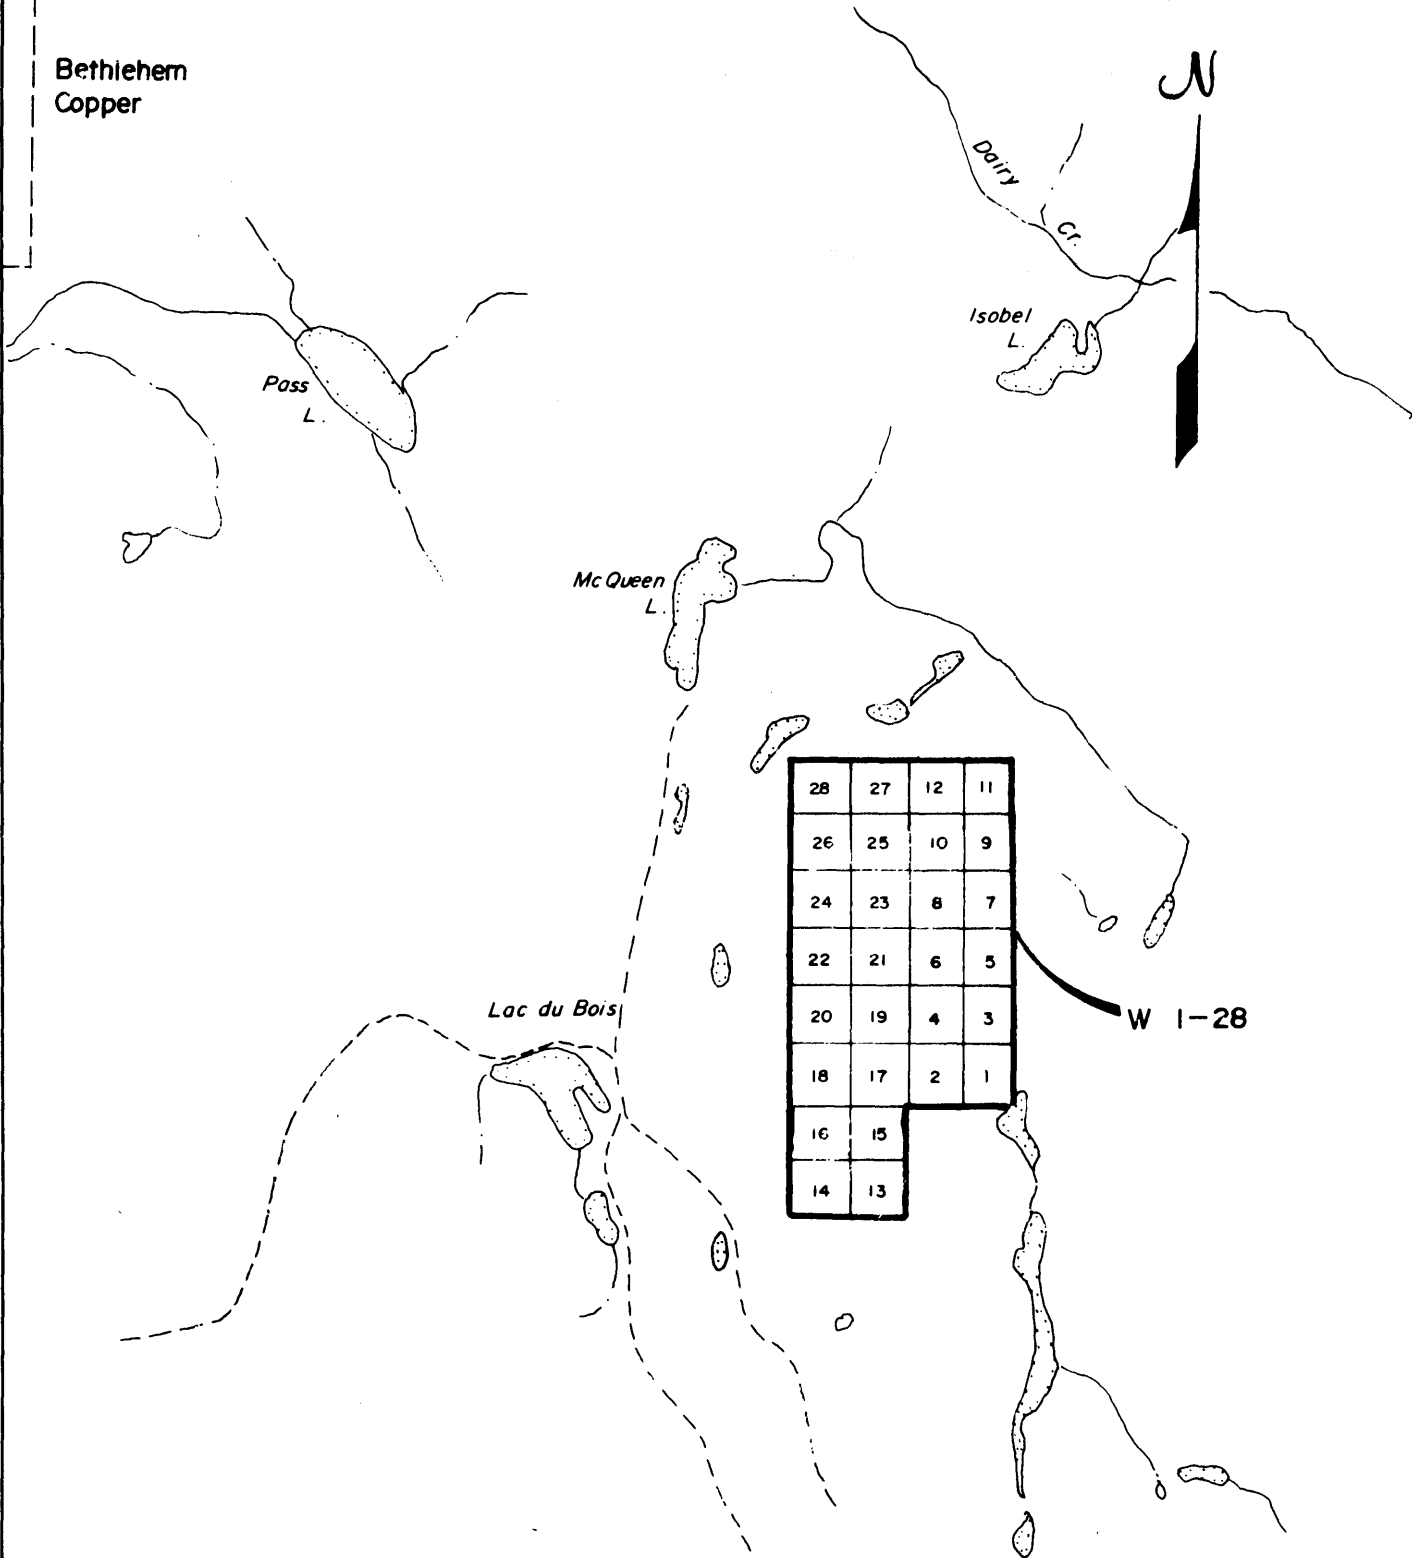 Bethlehem
Copper
N
Dairy
Cr.
Isobel
L.
Pass
L.
Mc Queen
L.
28 27 12 11
26 25 10 9
24 23 8 7
22 21 6 5
Lac du Bois
20 19 4 3
W 1-28
18 17 2 1
16 15
14 13